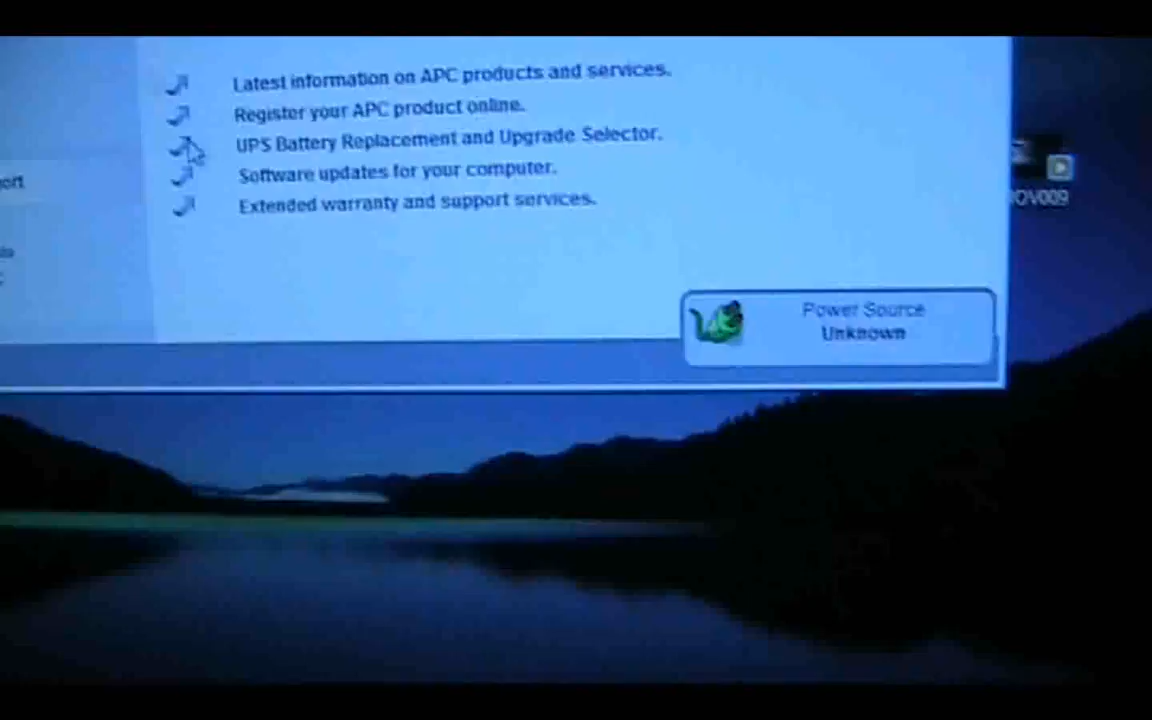 Latest information on APC products and services.
Register your APC product online.
UPS Battery Replacement and Upgrade Selector.
Software updates for your computer.
Extended warranty and support services.
Power Source
Unknown